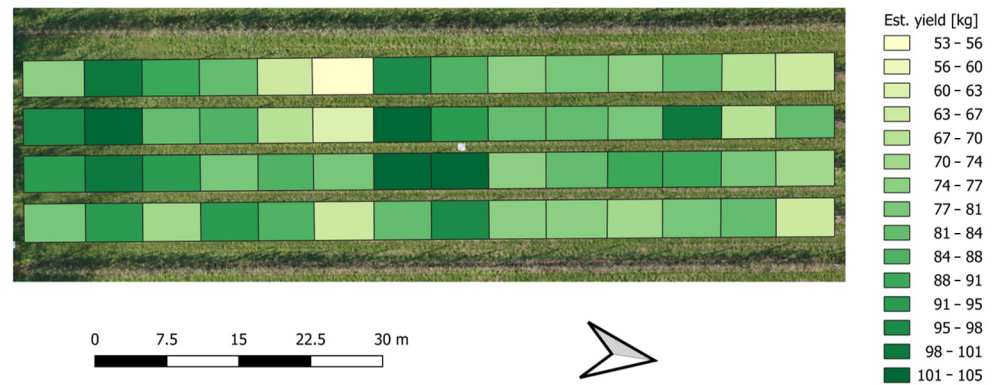 Est. yield [kg]
53 – 56
56 – 60
60 – 63
63 – 67
67 – 70
70 – 74
74 – 77
77 – 81
81 – 84
84 – 88
88 – 91
91 – 95
95 – 98
98 – 101
101 – 105
0 7.5 15 22.5 30 m